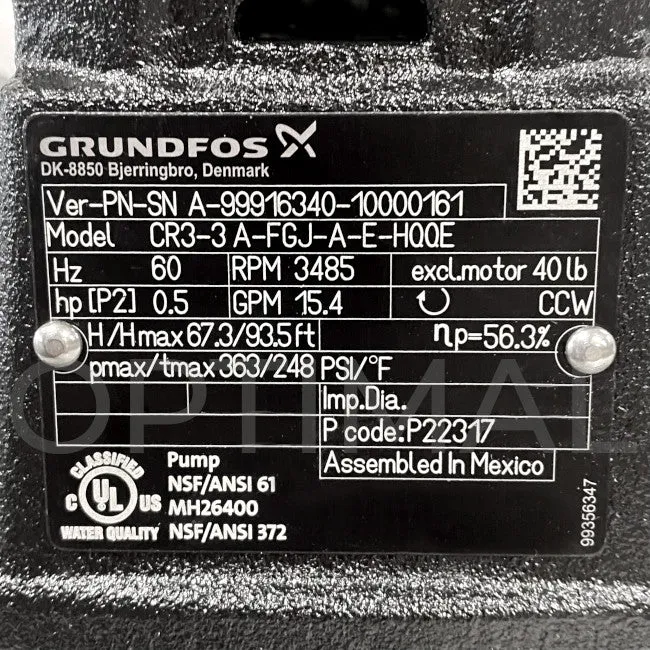 GRUNDFOS
DK-8850 Bjerringbro, Denmark
Ver-PN-SN A-99916340-10000161
Model CR3-3 A-FGJ-A-E-HQQE
Hz 60 RPM 3485 excl.motor 40 lb
hp [P2] 0.5 GPM 15.4 CCW
H/Hmax 67.3/93.5 ft ηp=56.3%
pmax/tmax 363/248 PSI/°F
Imp.Dia.
P code:P22317
Assembled In Mexico
CLASSIFIED
C UL US
WATER QUALITY
Pump
NSF/ANSI 61
MH26400
NSF/ANSI 372
99356347
OPTIMAL